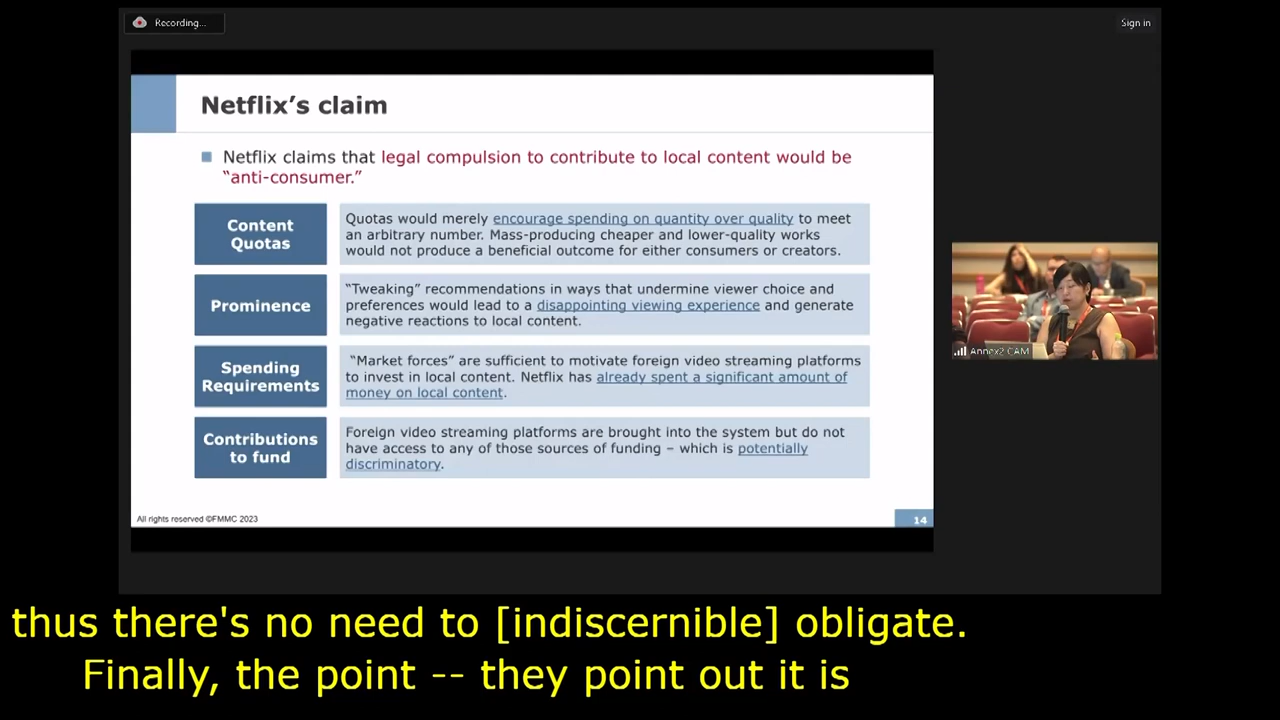 Recording...
Sign in
Netflix’s claim
Netflix claims that legal compulsion to contribute to local content would be
“anti-consumer.”
Content
Quotas
Quotas would merely encourage spending on quantity over quality to meet
an arbitrary number. Mass-producing cheaper and lower-quality works
would not produce a beneficial outcome for either consumers or creators.
Prominence
“Tweaking” recommendations in ways that undermine viewer choice and
preferences would lead to a disappointing viewing experience and generate
negative reactions to local content.
Spending
Requirements
“Market forces” are sufficient to motivate foreign video streaming platforms
to invest in local content. Netflix has already spent a significant amount of
money on local content.
Contributions
to fund
Foreign video streaming platforms are brought into the system but do not
have access to any of those sources of funding – which is potentially
discriminatory.
All rights reserved ©FMMC 2023
14
Annex2 CAM
thus there's no need to [indiscernible] obligate.
Finally, the point -- they point out it is